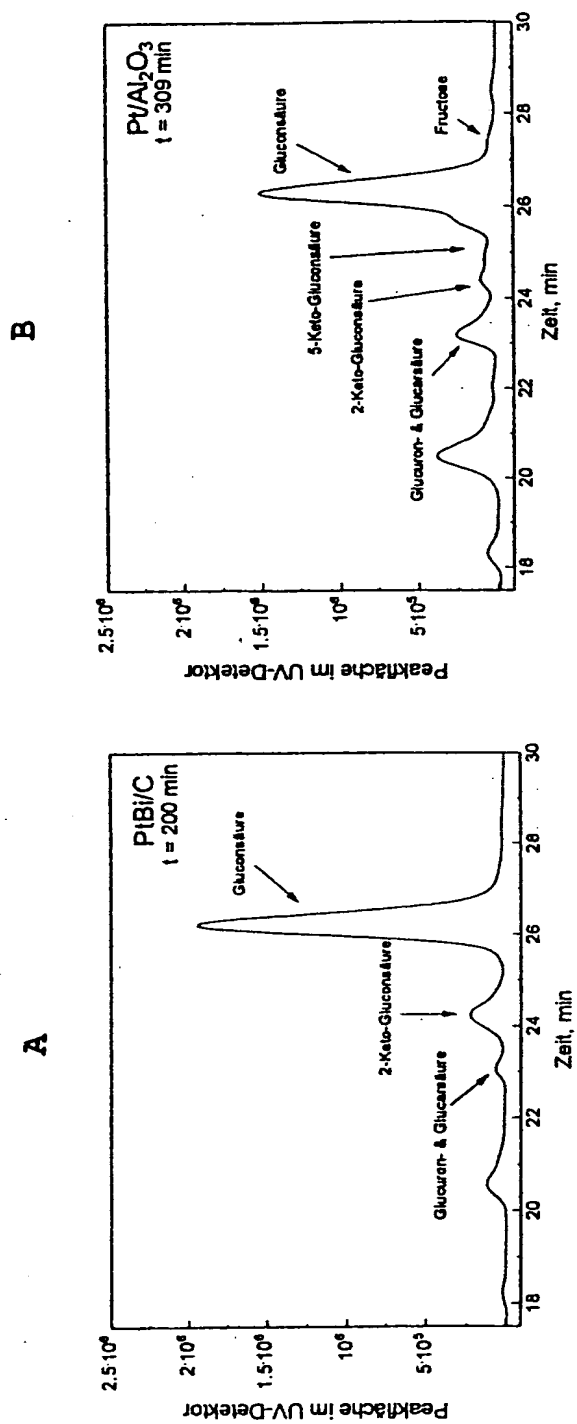 A
PtBi/C
t = 200 min
Gluconsäure
2-Keto-Gluconsäure
Glucuron- & Glucarsäure
2.5·10⁶
2·10⁶
1.5·10⁶
10⁶
5·10⁵
Peakfläche im UV-Detektor
18
20
22
24
26
28
30
Zeit, min
B
Pt/Al₂O₃
t = 309 min
Gluconsäure
Fructose
5-Keto-Gluconsäure
2-Keto-Gluconsäure
Glucuron- & Glucarsäure
2.5·10⁶
2·10⁶
1.5·10⁶
10⁶
5·10⁵
Peakfläche im UV-Detektor
18
20
22
24
26
28
30
Zeit, min